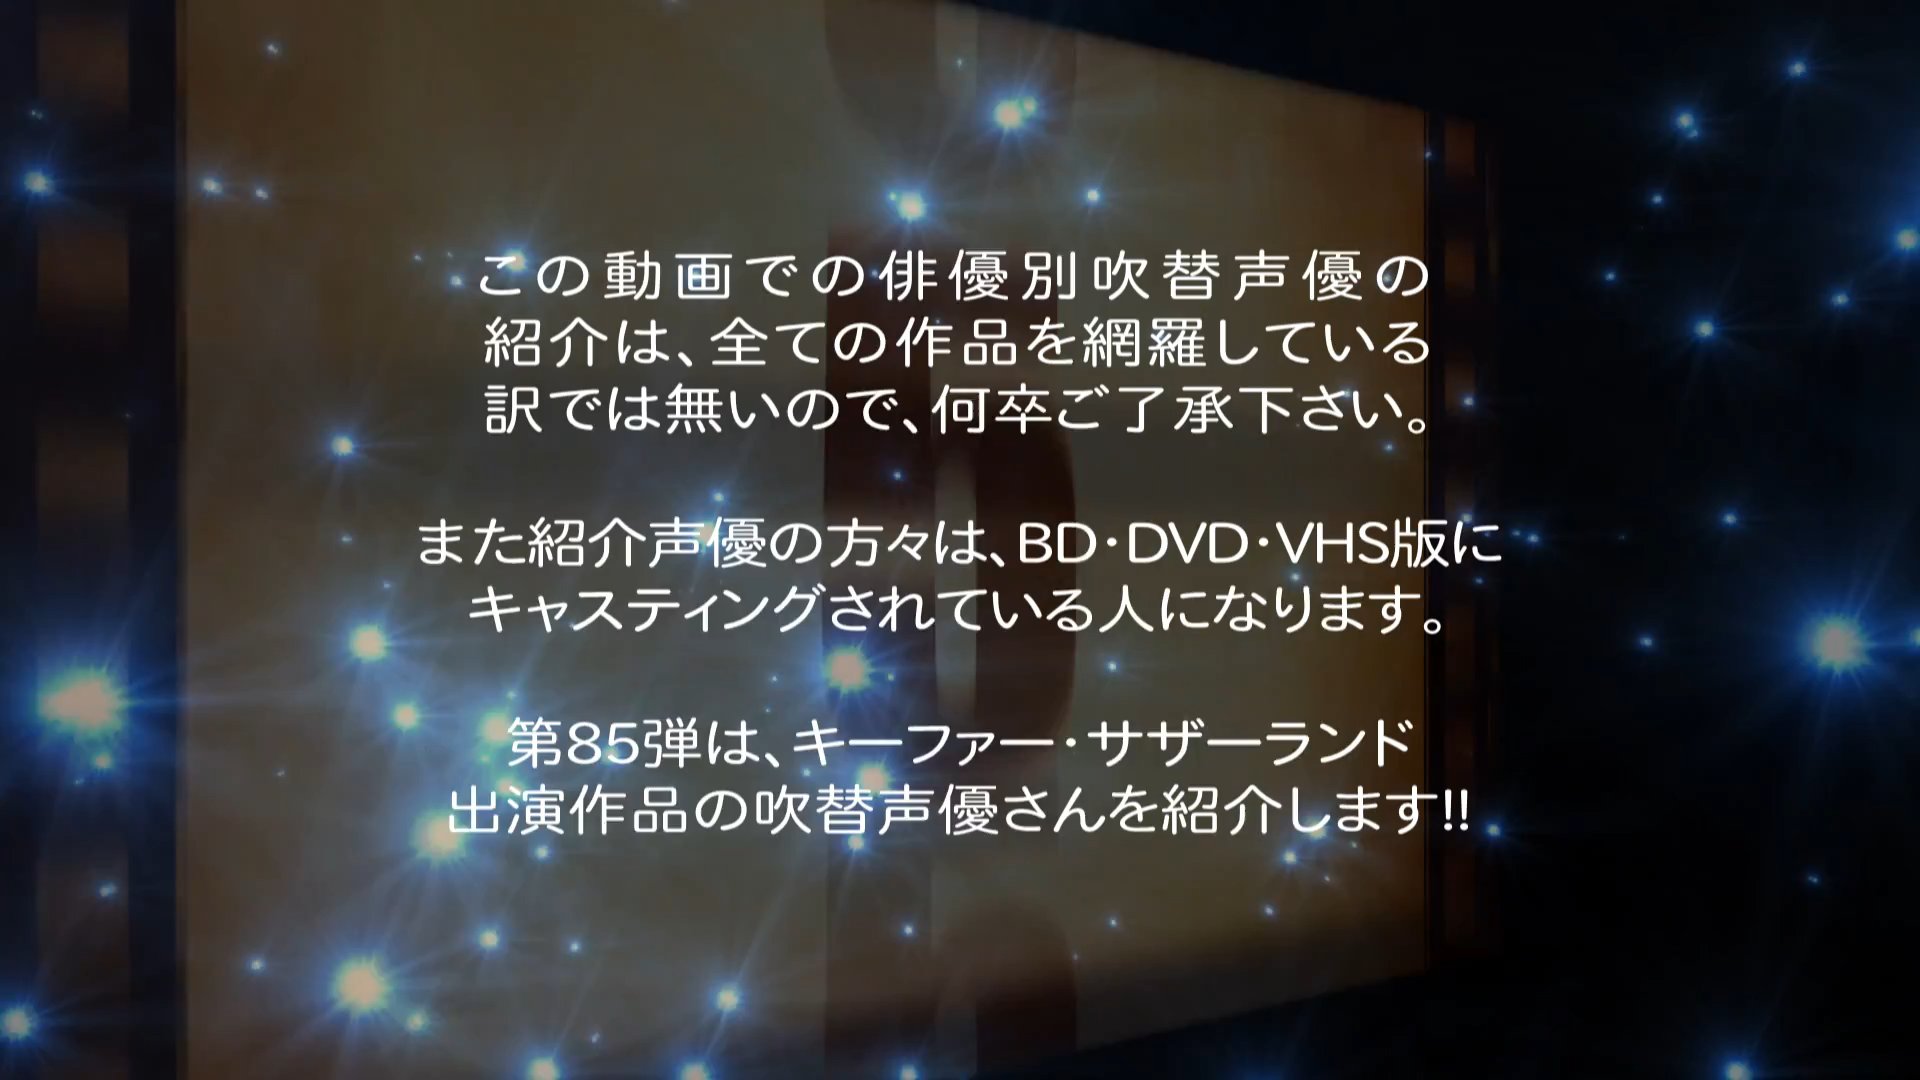 この動画での俳優別吹替声優の
紹介は、全ての作品を網羅している
訳では無いので、何卒ご了承下さい。
また紹介声優の方々は、BD・DVD・VHS版に
キャスティングされている人になります。
第85弾は、キーファー・サザーランド
出演作品の吹替声優さんを紹介します!!